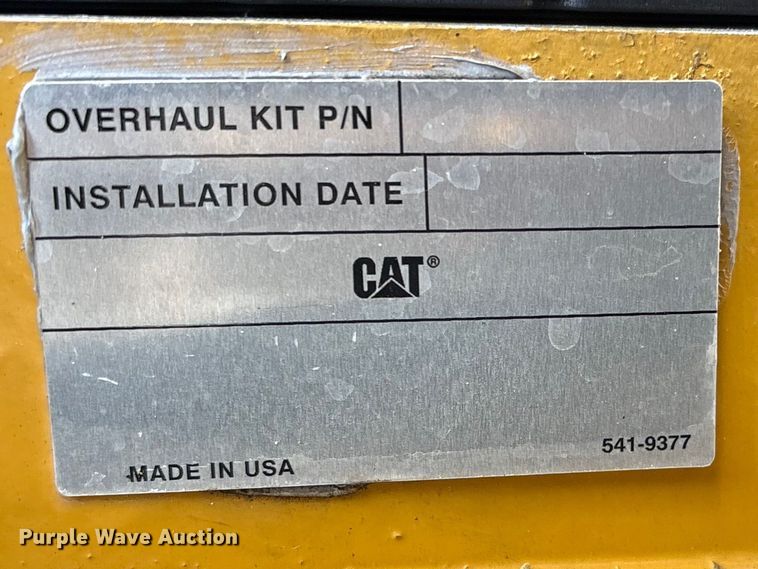 OVERHAUL KIT P/N
INSTALLATION DATE
CAT®
541-9377
MADE IN USA
Purple Wave Auction